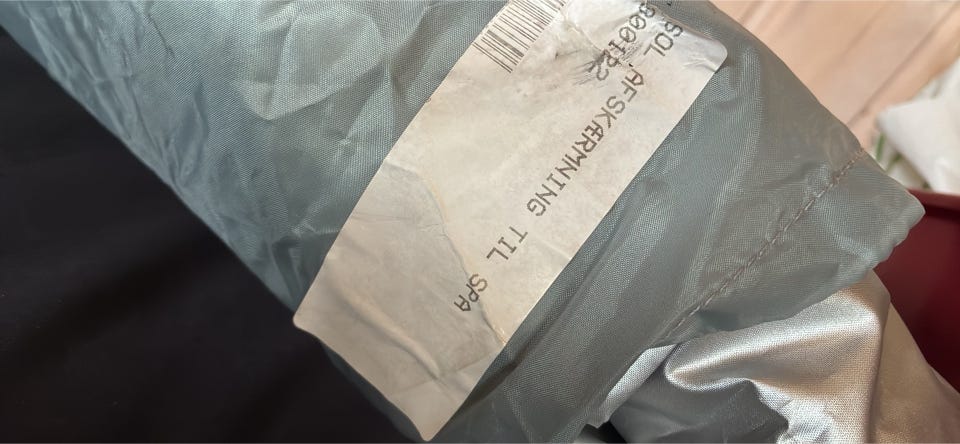 SOL.AFSKÆRMNING TIL SPA